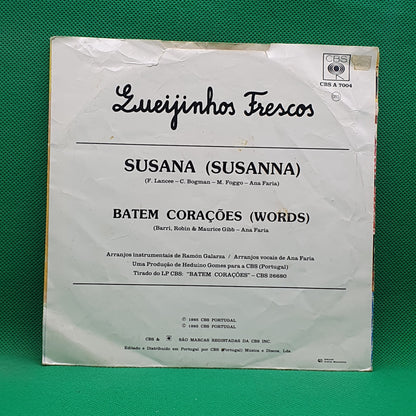 CBS
CBS A 7004
Queijinhos Frescos
SUSANA (SUSANNA)
(F. Lancee – C. Bogman – M. Foggo – Ana Faria)
BATEM CORAÇÕES (WORDS)
(Barri, Robin & Maurice Gibb – Ana Faria
Arranjos instrumentais de Ramón Galarza / Arranjos vocais de Ana Faria
Uma Produção de Heduíno Gomes para a CBS (Portugal)
Tirado do LP CBS: "BATEM CORAÇÕES" – CBS 26680
Ⓟ 1985 CBS PORTUGAL
© 1985 CBS PORTUGAL
CBS & SÃO MARCAS REGISTADAS DA CBS INC.
Editado e Distribuído em Portugal por CBS (Portugal) Música e Discos, Lda.